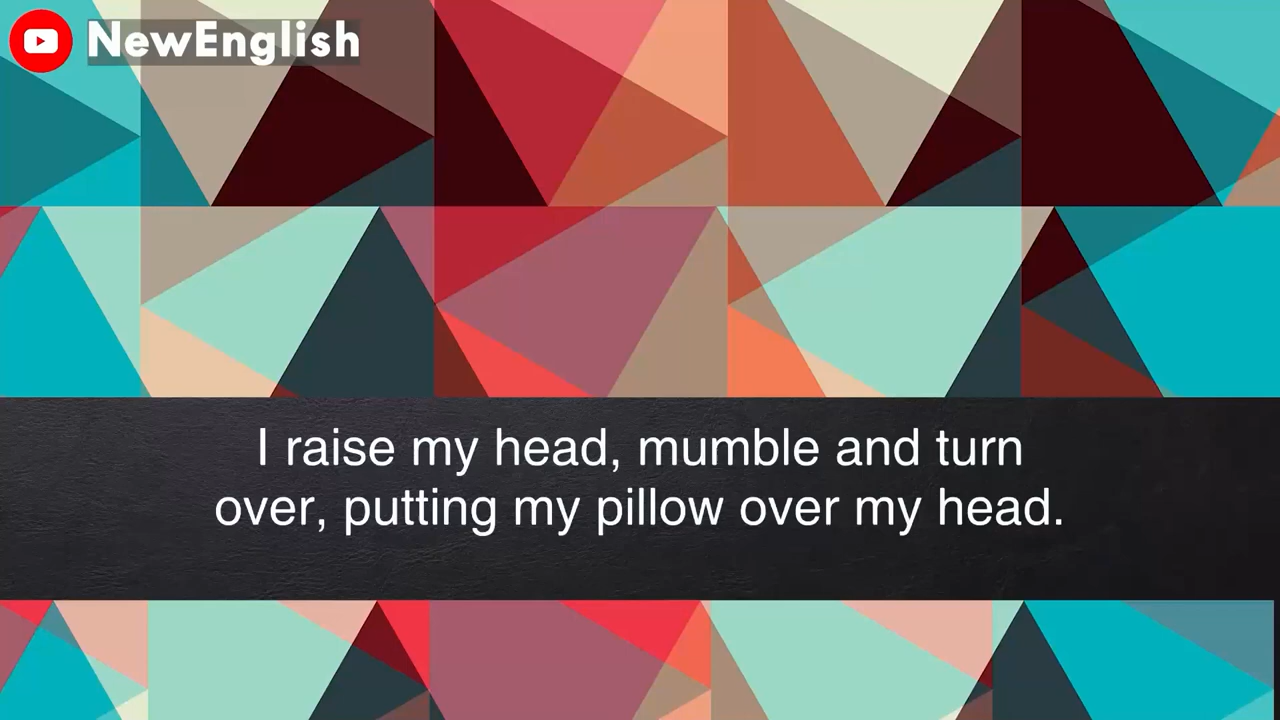 NewEnglish
I raise my head, mumble and turn
over, putting my pillow over my head.